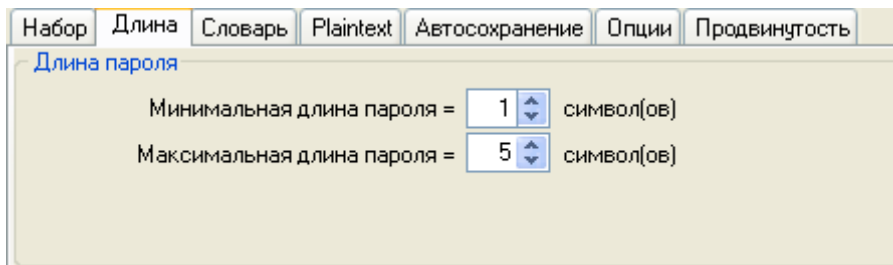 Набор Длина Словарь Plaintext Автосохранение Опции Продвинутость
Длина пароля
Минимальная длина пароля = 1 символ(ов)
Максимальная длина пароля = 5 символ(ов)